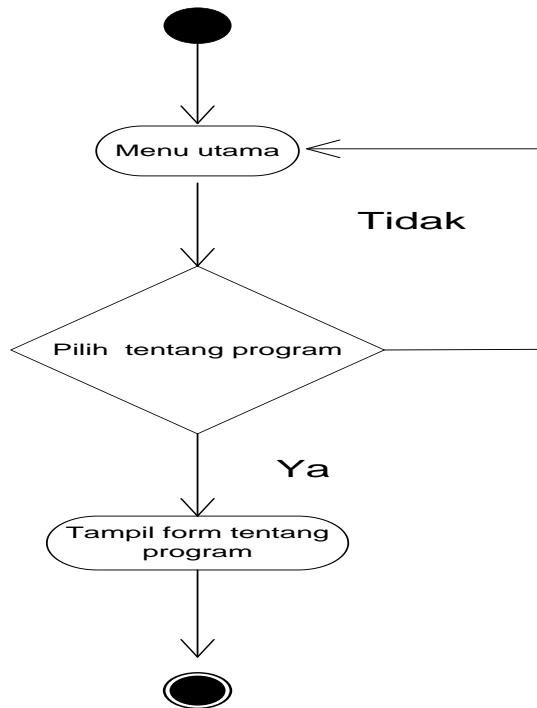 Menu utama
Tidak
Pilih tentang program
Ya
Tampil form tentang
program